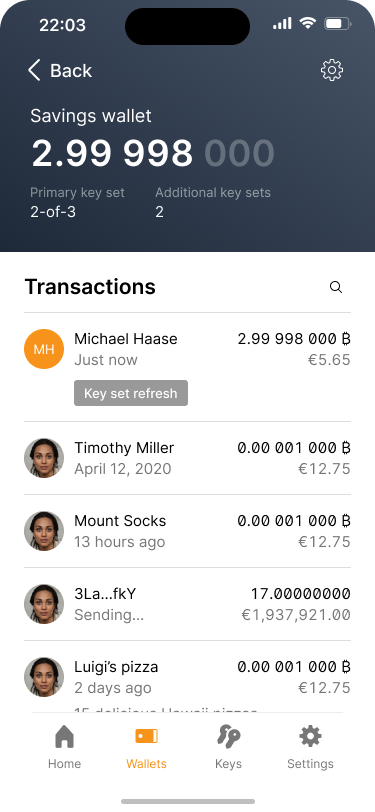 22:03
Back
Savings wallet
2.99 998 000
Primary key set Additional key sets
2-of-3 2
Transactions
MH Michael Haase 2.99 998 000 ₿
Just now €5.65
Key set refresh
Timothy Miller 0.00 001 000 ₿
April 12, 2020 €12.75
Mount Socks 0.00 001 000 ₿
13 hours ago €12.75
3La...fkY 17.00000000
Sending... €1,937,921.00
Luigi’s pizza 0.00 001 000 ₿
2 days ago €12.75
15 delicious Hawaii pizzas
Home Wallets Keys Settings